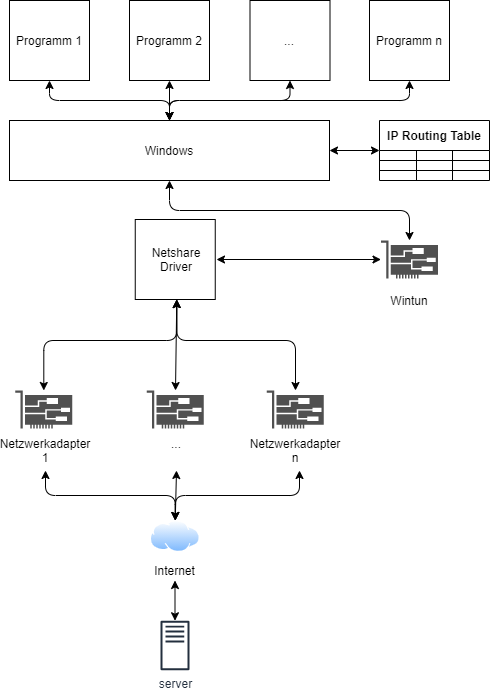 Programm 1
Programm 2
...
Programm n
Windows
IP Routing Table
Netshare
Driver
Wintun
Netzwerkadapter
1
...
Netzwerkadapter
n
Internet
server